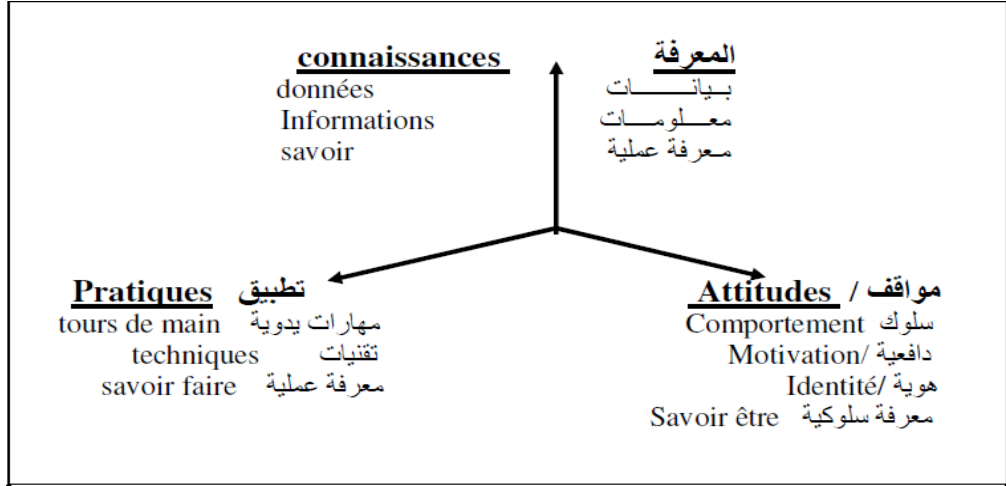 connaissances المعرفة
données بيانات
Informations معلومات
savoir معرفة عملية
Pratiques تطبيق
tours de main مهارات يدوية
techniques تقنيات
savoir faire معرفة عملية
Attitudes / مواقف
Comportement سلوك
Motivation/ دافعية
Identité/ هوية
Savoir être معرفة سلوكية